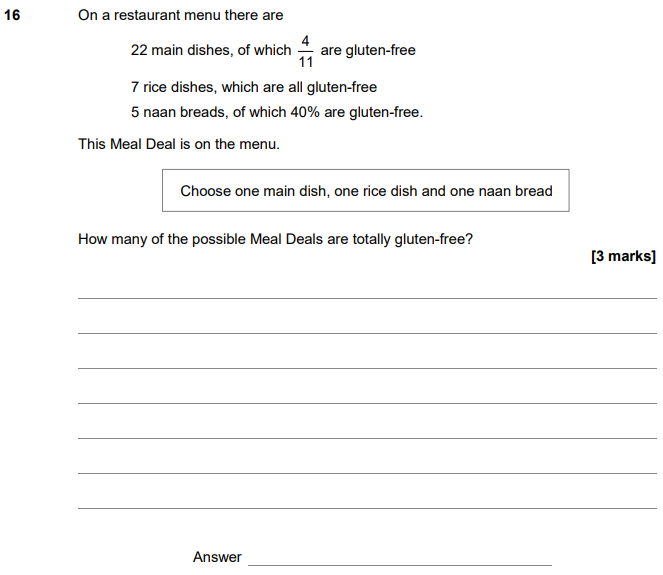 16 On a restaurant menu there are
22 main dishes, of which 4/11 are gluten-free
7 rice dishes, which are all gluten-free
5 naan breads, of which 40% are gluten-free.
This Meal Deal is on the menu.
Choose one main dish, one rice dish and one naan bread
How many of the possible Meal Deals are totally gluten-free?
[3 marks]
Answer